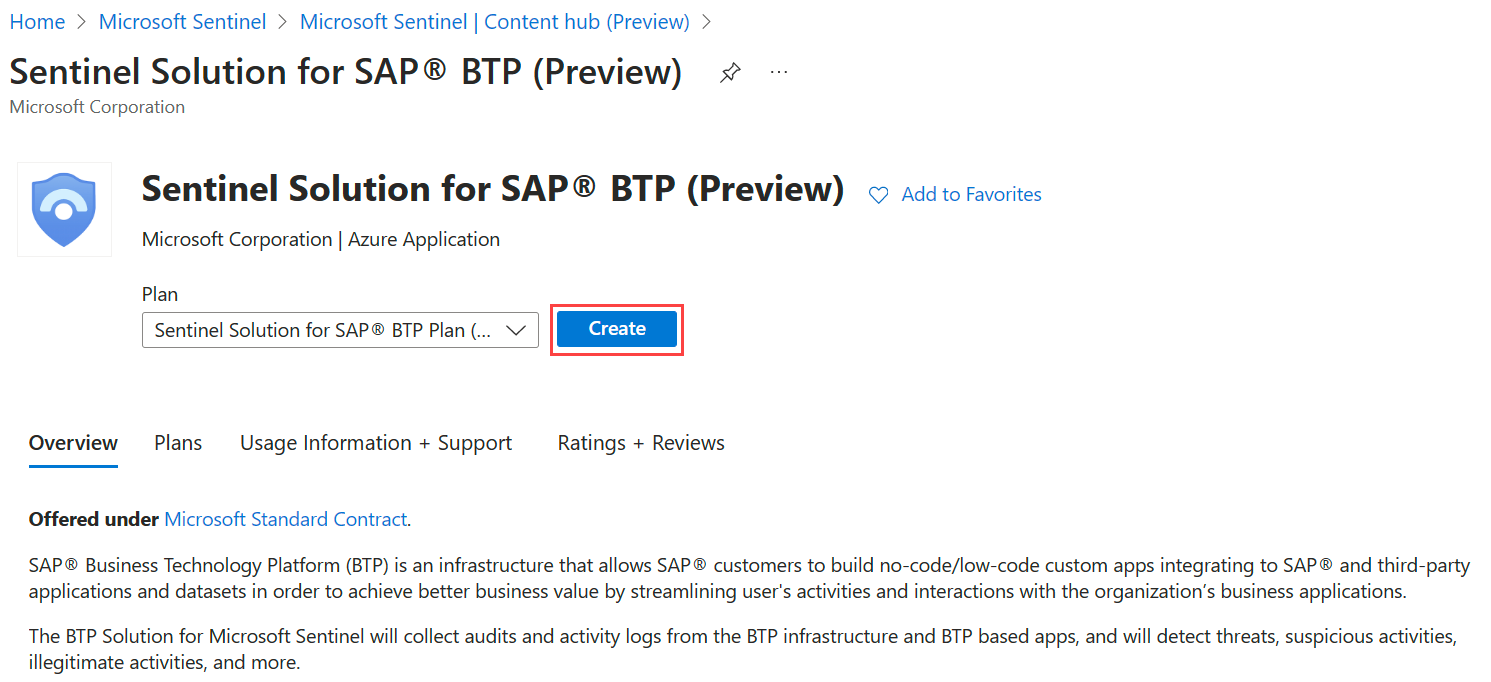 Home > Microsoft Sentinel > Microsoft Sentinel | Content hub (Preview) >
Sentinel Solution for SAP® BTP (Preview) ...
Microsoft Corporation
Sentinel Solution for SAP® BTP (Preview) Add to Favorites
Microsoft Corporation | Azure Application
Plan
Sentinel Solution for SAP® BTP Plan (... Create
Overview Plans Usage Information + Support Ratings + Reviews
Offered under Microsoft Standard Contract.
SAP® Business Technology Platform (BTP) is an infrastructure that allows SAP® customers to build no-code/low-code custom apps integrating to SAP® and third-party
applications and datasets in order to achieve better business value by streamlining user's activities and interactions with the organization’s business applications.
The BTP Solution for Microsoft Sentinel will collect audits and activity logs from the BTP infrastructure and BTP based apps, and will detect threats, suspicious activities,
illegitimate activities, and more.